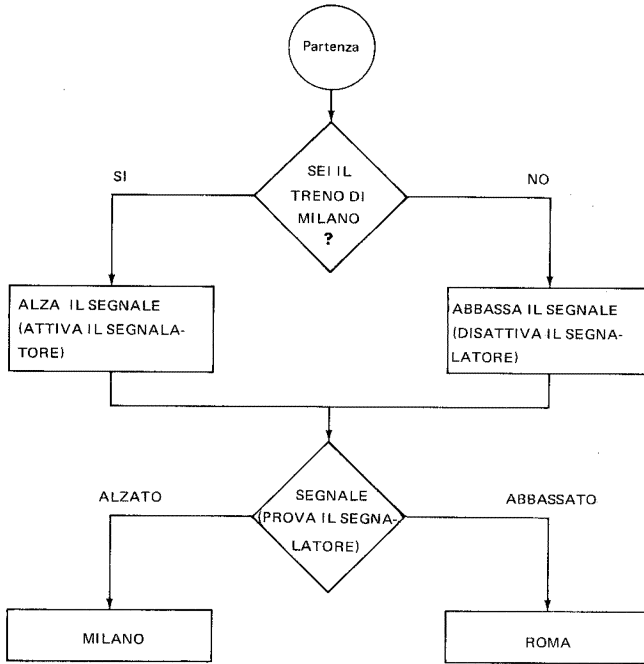 Partenza
SEI IL
TRENO DI
MILANO
?
SI
NO
ALZA IL SEGNALE
(ATTIVA IL SEGNALA-
TORE)
ABBASSA IL SEGNALE
(DISATTIVA IL SEGNA-
LATORE)
SEGNALE
(PROVA IL SEGNA-
LATORE)
ALZATO
ABBASSATO
MILANO
ROMA